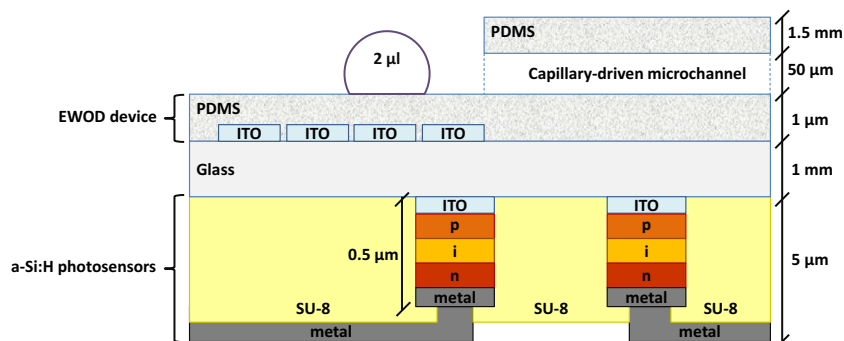 PDMS
1.5 mm
2 µl
Capillary-driven microchannel
50 µm
EWOD device
PDMS
ITO ITO ITO ITO
1 µm
Glass
1 mm
ITO ITO
p p
0.5 µm
i i
a-Si:H photosensors
5 µm
n n
metal metal
SU-8 SU-8 SU-8
metal metal